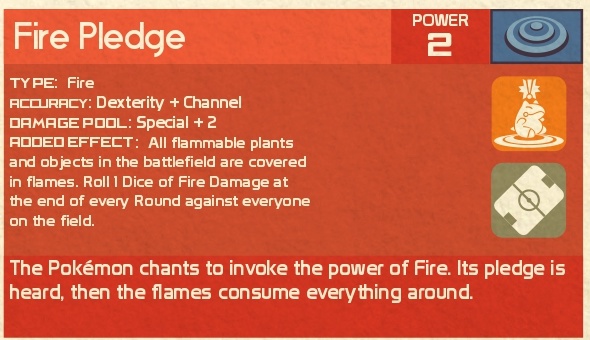 Fire Pledge
POWER
2
TYPE: Fire
ACCURACY: Dexterity + Channel
DAMAGE POOL: Special + 2
ADDED EFFECT: All flammable plants
and objects in the battlefield are covered
in flames. Roll 1 Dice of Fire Damage at
the end of every Round against everyone
on the field.
The Pokémon chants to invoke the power of Fire. Its pledge is
heard, then the flames consume everything around.